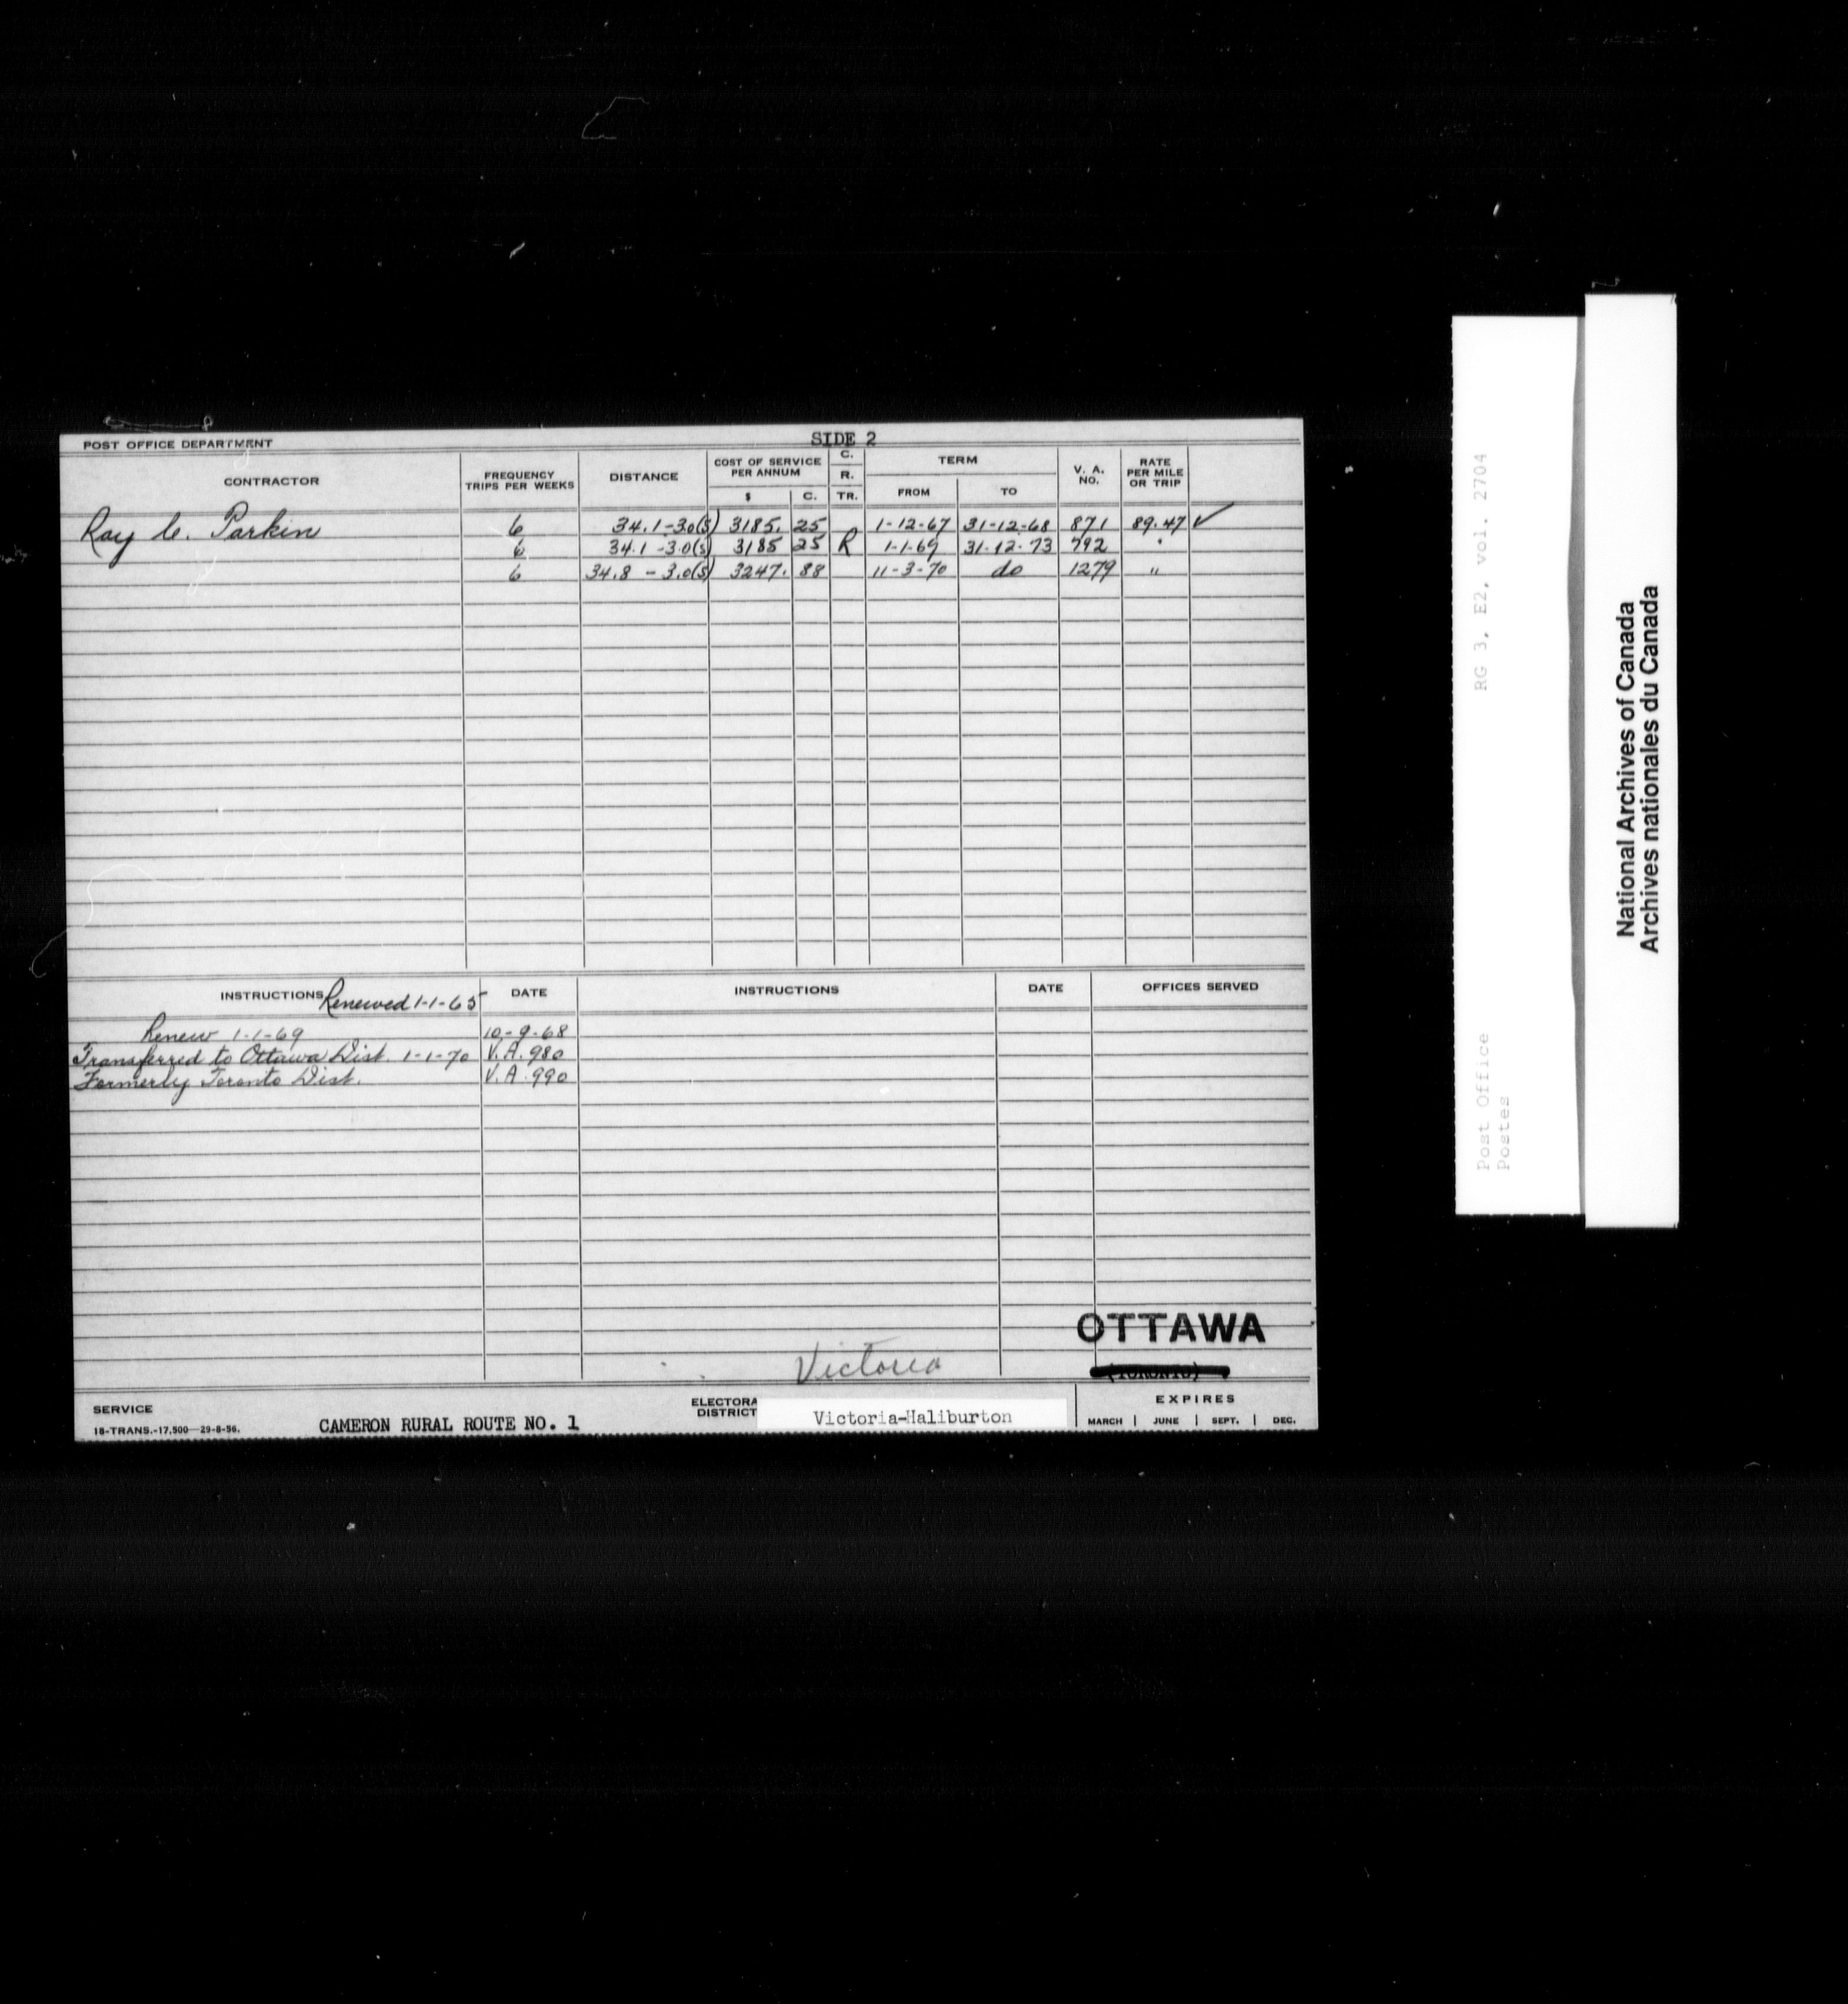 POST OFFICE DEPARTMENT SIDE 2
CONTRACTOR FREQUENCY TRIPS PER WEEKS DISTANCE COST OF SERVICE PER ANNUM $ C. C. R. TR. TERM FROM TO V. A. NO. RATE PER MILE OR TRIP
Ray C. Parkin 6 34.1-3.0(S) 3185. 25 1-12-67 31-12-68 871 89.47 ✓
6 34.1-3.0(S) 3185 25 R 1-1-69 31-12-73 792 "
6 34.8 - 3.0(S) 3247. 88 11-3-70 do 1279 "
INSTRUCTIONS Renewed 1-1-65 DATE INSTRUCTIONS DATE OFFICES SERVED
Renew 1-1-69 10-9-68
Transferred to Ottawa Dist. 1-1-70 V.A. 980
Formerly Toronto Dist. V.A. 990
OTTAWA
Victoria
(TORONTO)
SERVICE CAMERON RURAL ROUTE NO. 1 ELECTORA DISTRICT Victoria-Haliburton EXPIRES
18-TRANS.-17,500-29-8-56. MARCH | JUNE | SEPT. | DEC.
RG 3, E2, vol. 2704
Post Office
Postes
National Archives of Canada
Archives nationales du Canada